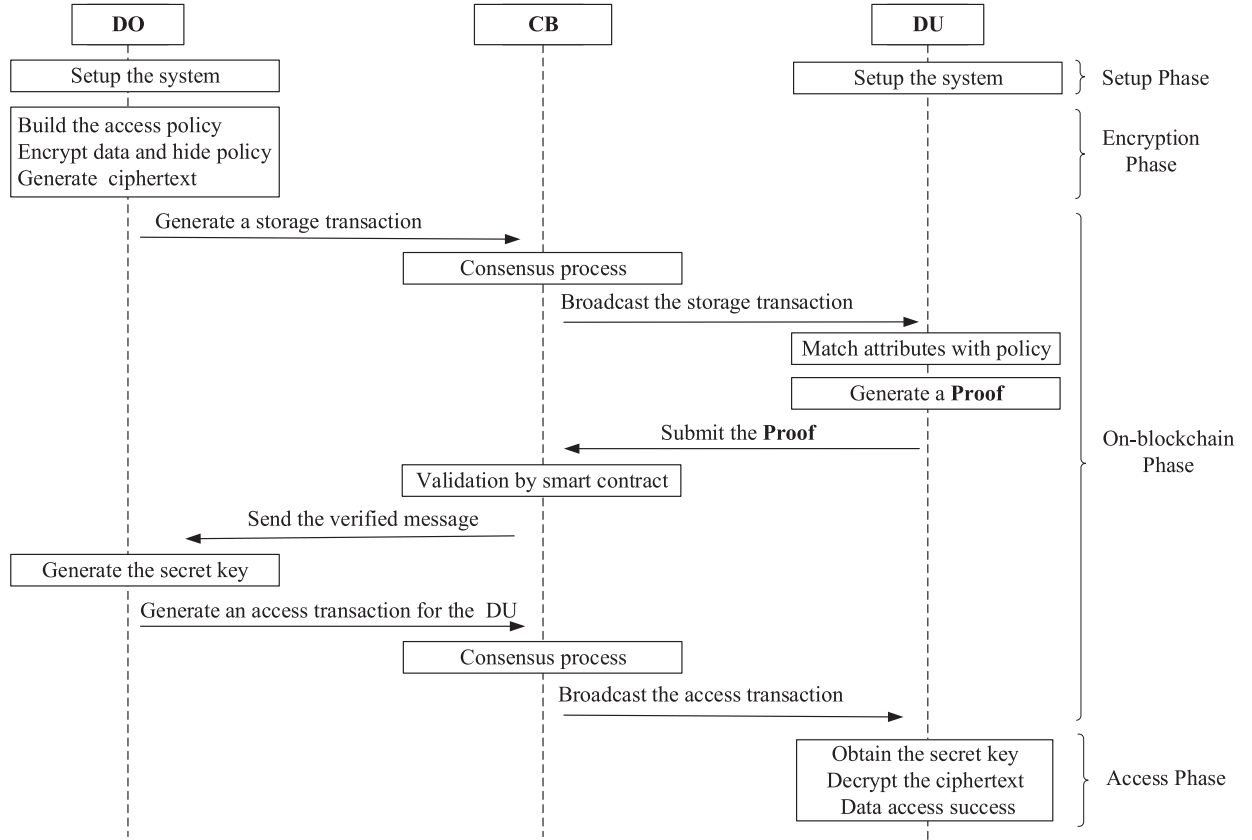 DO
CB
DU
Setup the system
Setup the system
Setup Phase
Build the access policy
Encrypt data and hide policy
Generate ciphertext
Encryption
Phase
Generate a storage transaction
Consensus process
Broadcast the storage transaction
Match attributes with policy
Generate a Proof
Submit the Proof
On-blockchain
Phase
Validation by smart contract
Send the verified message
Generate the secret key
Generate an access transaction for the DU
Consensus process
Broadcast the access transaction
Obtain the secret key
Decrypt the ciphertext
Data access success
Access Phase